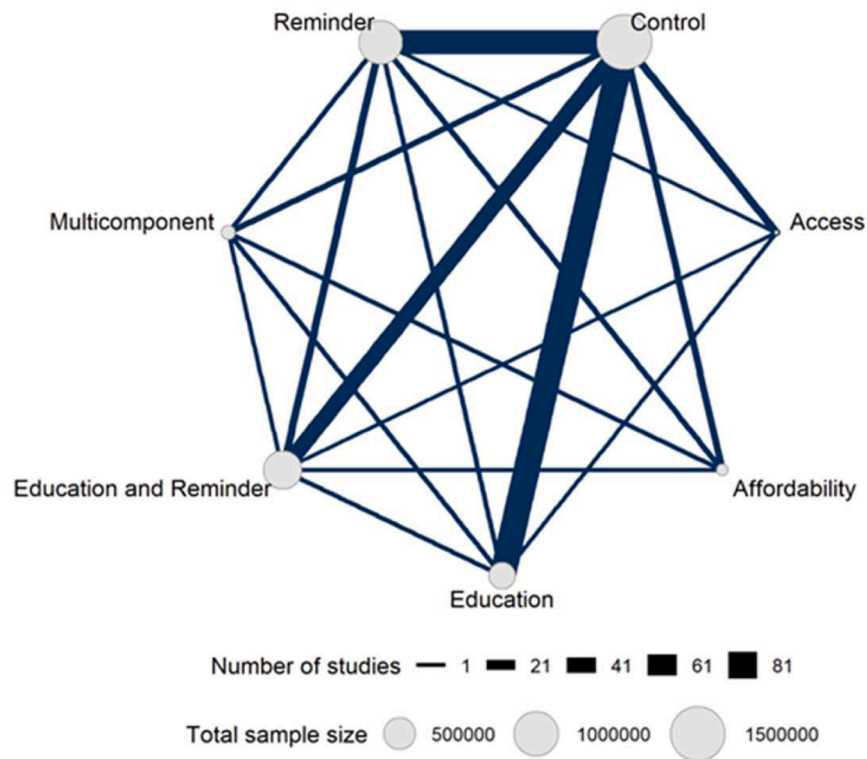 Reminder Control
Multicomponent Access
Education and Reminder Affordability
Education
Number of studies 1 21 41 61 81
Total sample size 500000 1000000 1500000